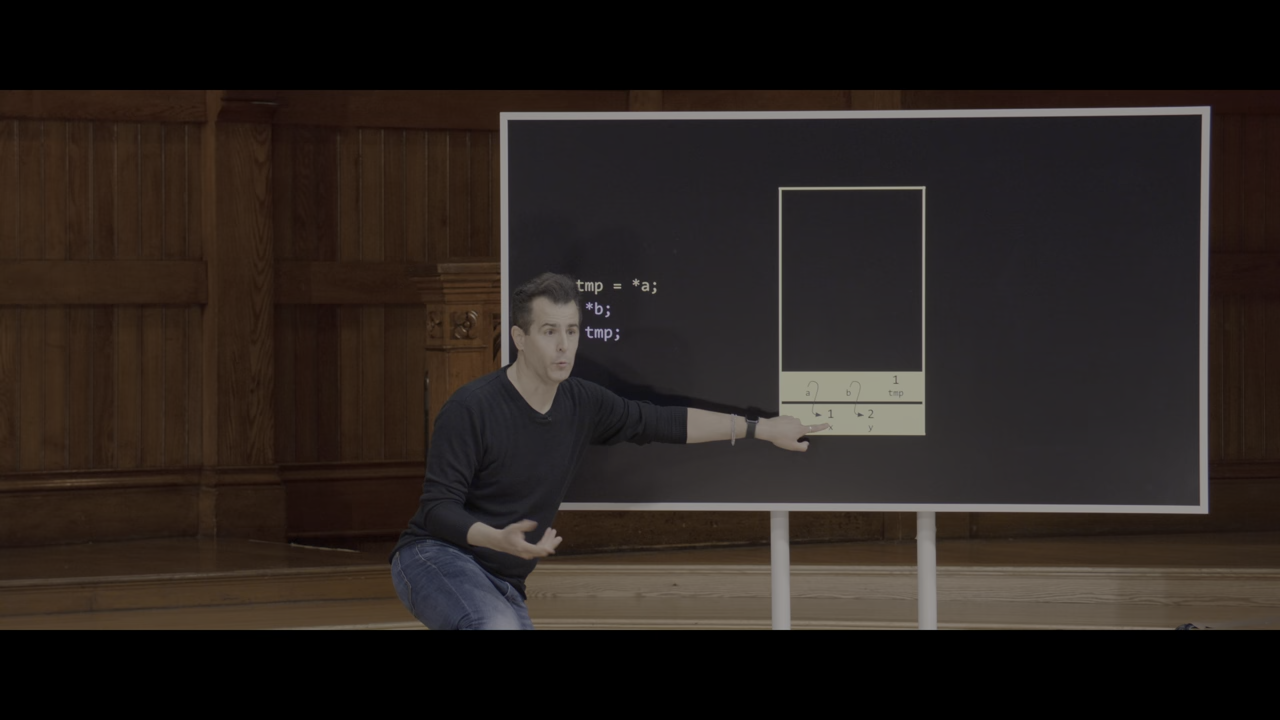 tmp = *a;
*b;
tmp;
1
a b tmp
1 2
x y